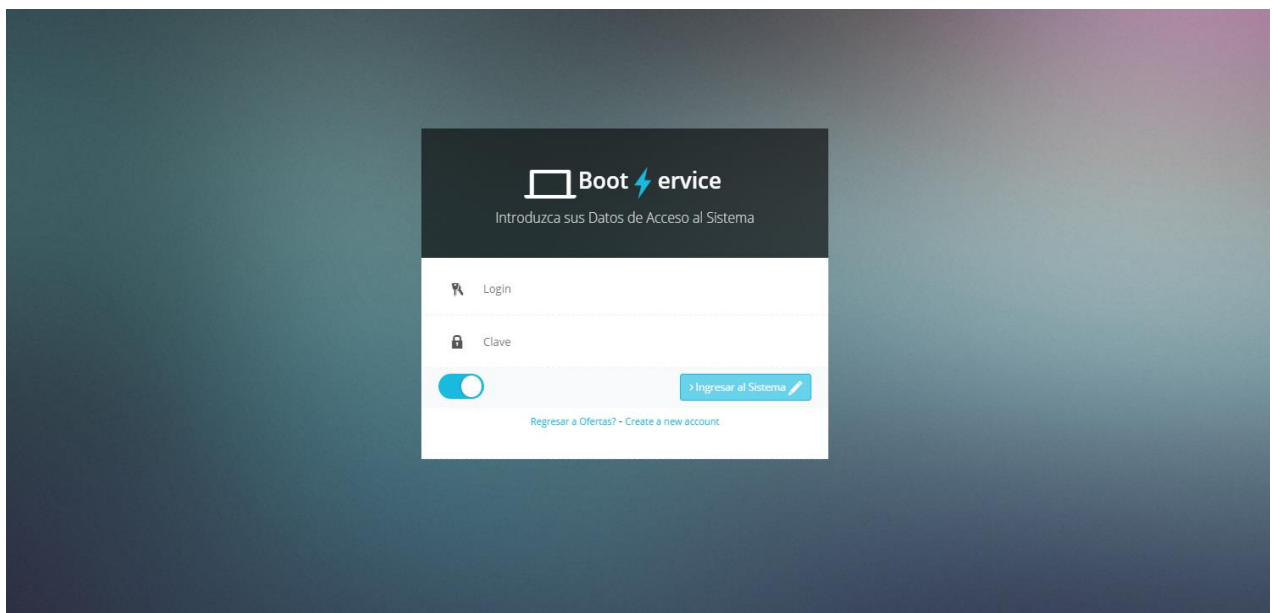 Boot ervice
Introduzca sus Datos de Acceso al Sistema
Login
Clave
> Ingresar al Sistema
Regresar a Ofertas? - Create a new account